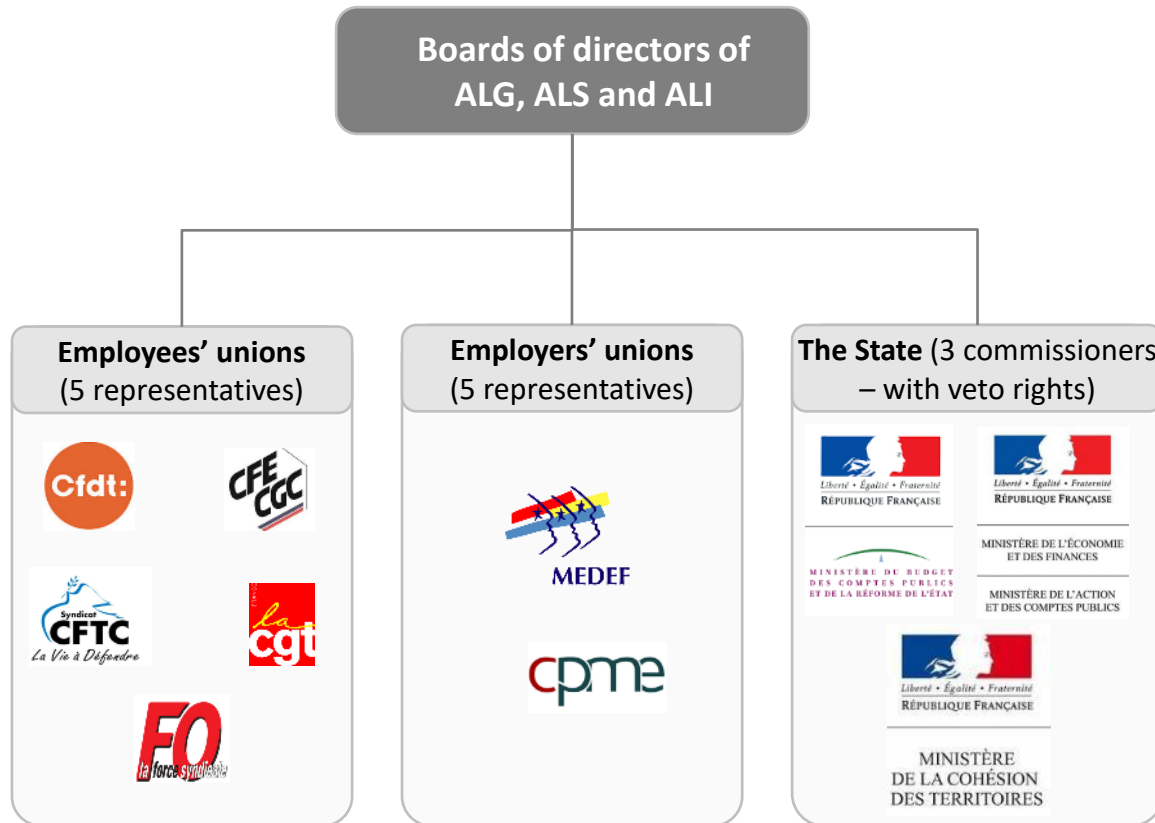 Boards of directors of
ALG, ALS and ALI
Employees’ unions
(5 representatives)
Cfdt:
CFE
CGC
Syndicat
CFTC
La Vie à Défendre
la
cgt
FO
la force syndicale
Employers’ unions
(5 representatives)
MEDEF
cpme
The State (3 commissioners
– with veto rights)
Liberté • Égalité • Fraternité
RÉPUBLIQUE FRANÇAISE
MINISTÈRE DU BUDGET
DES COMPTES PUBLICS
ET DE LA RÉFORME DE L’ÉTAT
Liberté • Égalité • Fraternité
RÉPUBLIQUE FRANÇAISE
MINISTÈRE DE L’ÉCONOMIE
ET DES FINANCES
MINISTÈRE DE L’ACTION
ET DES COMPTES PUBLICS
Liberté • Égalité • Fraternité
RÉPUBLIQUE FRANÇAISE
MINISTÈRE
DE LA COHÉSION
DES TERRITOIRES